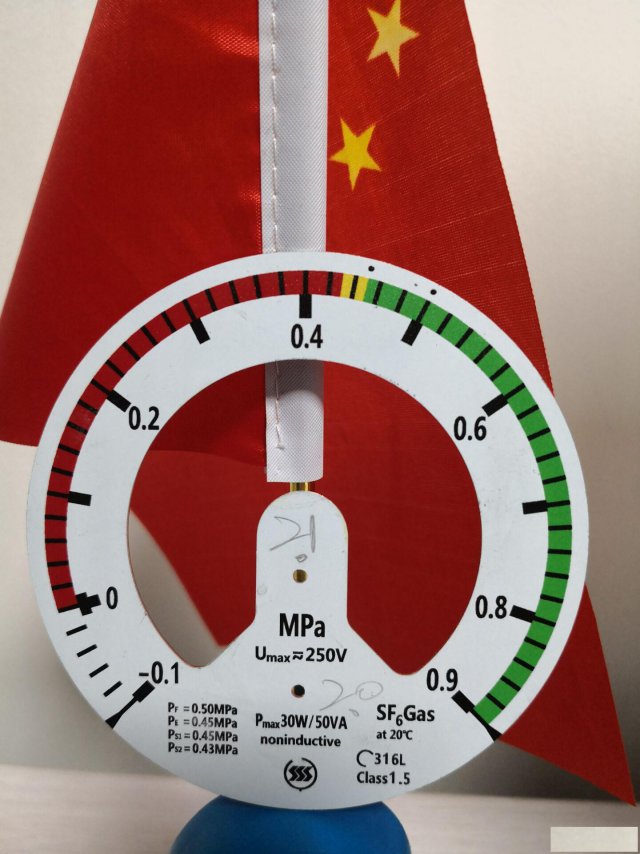 0.4
0.2
0.6
0
0.8
-0.1
0.9
MPa
Umax≈250V
PF = 0.50MPa
PE = 0.45MPa
PS1 = 0.45MPa
PS2 = 0.43MPa
Pmax30W/50VA
noninductive
SF6Gas
at 20℃
316L
Class1.5